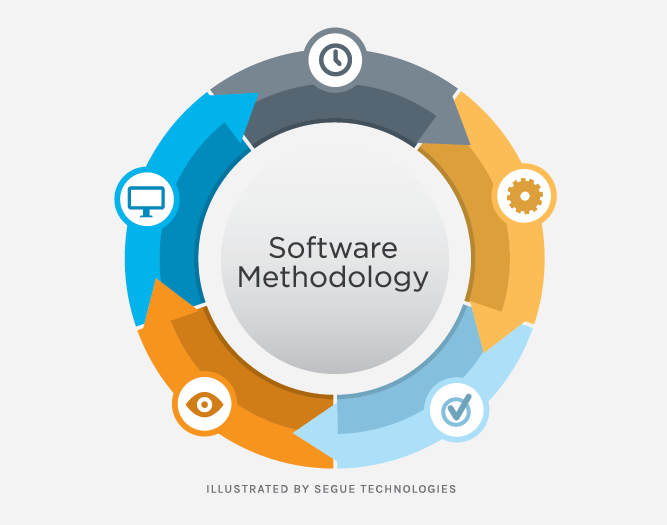 Software
Methodology
ILLUSTRATED BY SEGUE TECHNOLOGIES